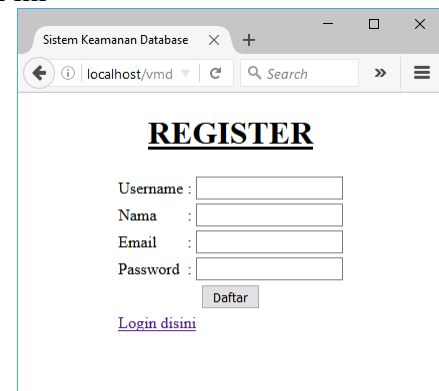 Sistem Keamanan Database
localhost/vmd
Search
REGISTER
Username :
Nama :
Email :
Password :
Daftar
Login disini